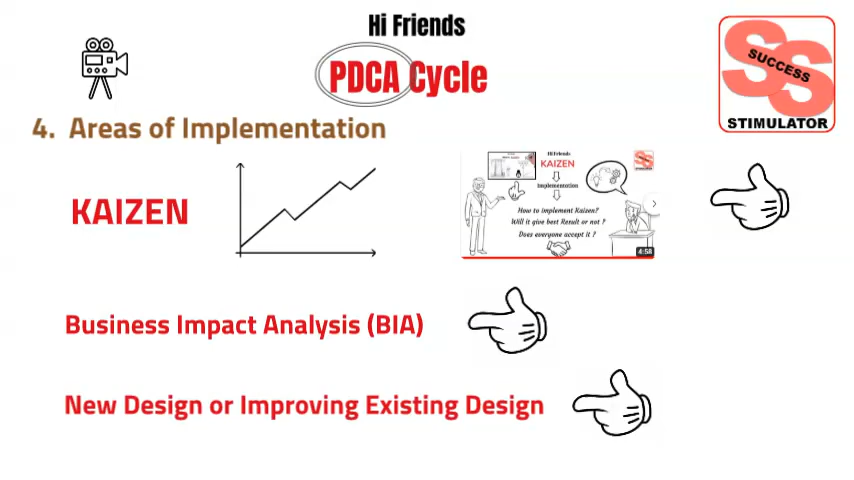 Hi Friends
PDCA Cycle
SS
SUCCESS
STIMULATOR
4. Areas of Implementation
KAIZEN
Hi Friends
KAIZEN
Implementation
How to implement Kaizen?
Will it give best Result or not ?
Does everyone accept it ?
4:58
Business Impact Analysis (BIA)
New Design or Improving Existing Design